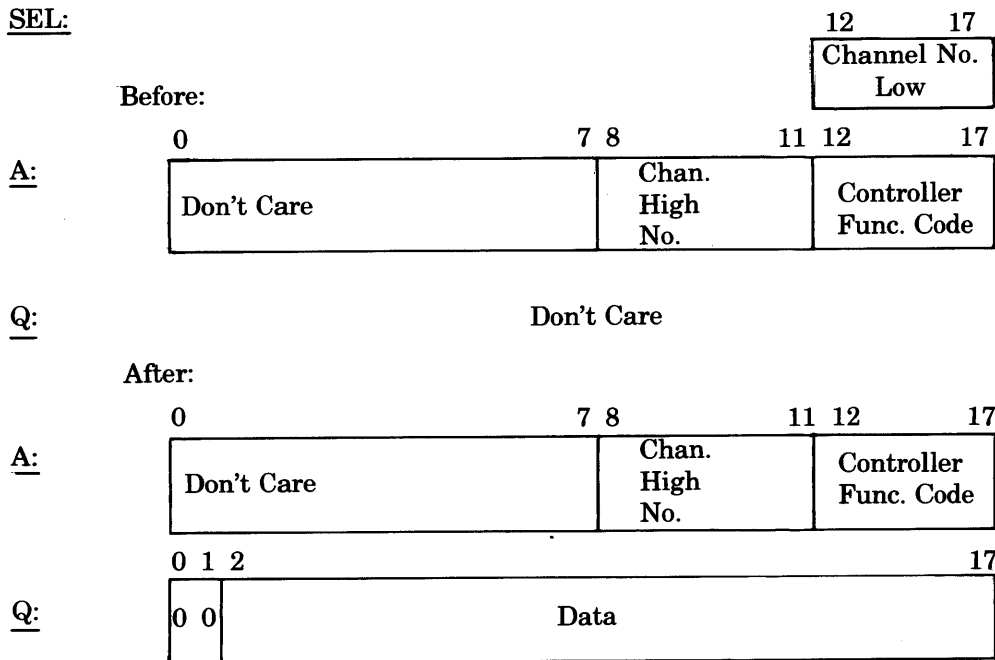 SEL:
12 17
Channel No.
Low
Before:
0 7 8 11 12 17
A:
Don't Care
Chan.
High
No.
Controller
Func. Code
Q:
Don't Care
After:
0 7 8 11 12 17
A:
Don't Care
Chan.
High
No.
Controller
Func. Code
0 1 2 17
Q:
0 0
Data